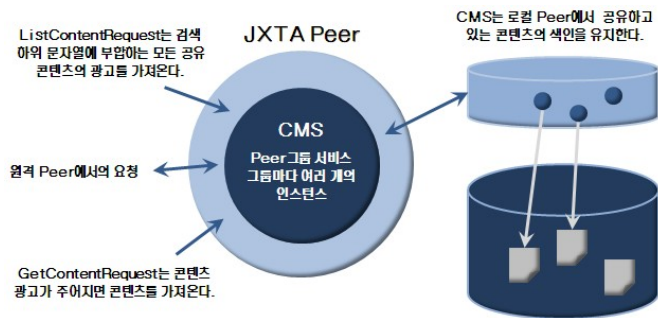 ListContentRequest는 검색
하위 문자열에 부합하는 모든 공유
콘텐츠의 광고를 가져온다.
JXTA Peer
CMS는 로컬 Peer에서 공유하고
있는 콘텐츠의 색인을 유지한다.
CMS
Peer그룹 서비스
그룹마다 여러 개의
인스턴스
원격 Peer에서의 요청
GetContentRequest는 콘텐츠
광고가 주어지면 콘텐츠를 가져온다.